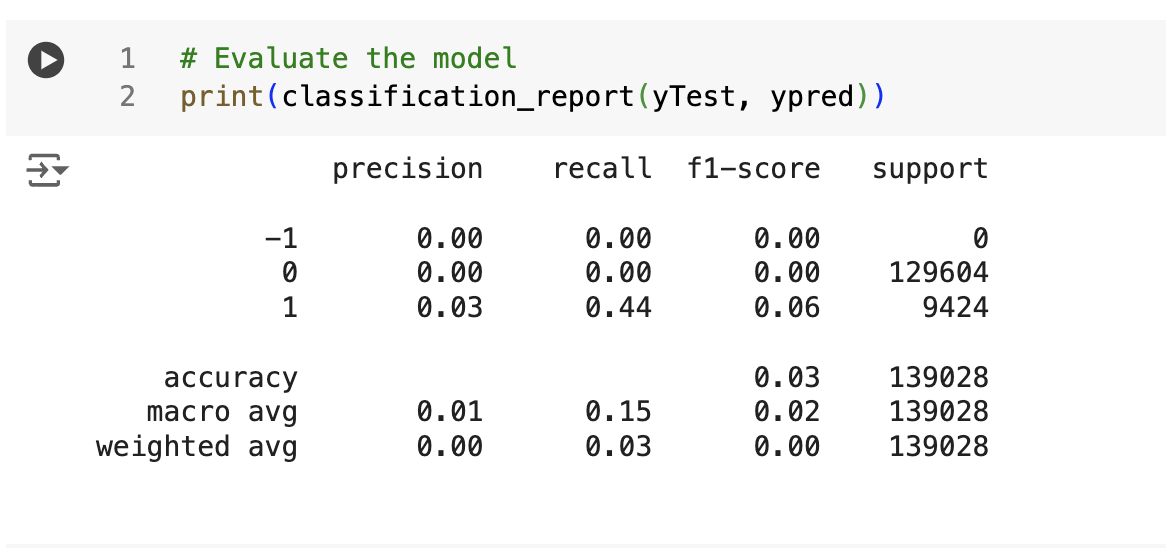 1 # Evaluate the model
2 print(classification_report(yTest, ypred))
precision recall f1-score support
-1 0.00 0.00 0.00 0
0 0.00 0.00 0.00 129604
1 0.03 0.44 0.06 9424
accuracy 0.03 139028
macro avg 0.01 0.15 0.02 139028
weighted avg 0.00 0.03 0.00 139028